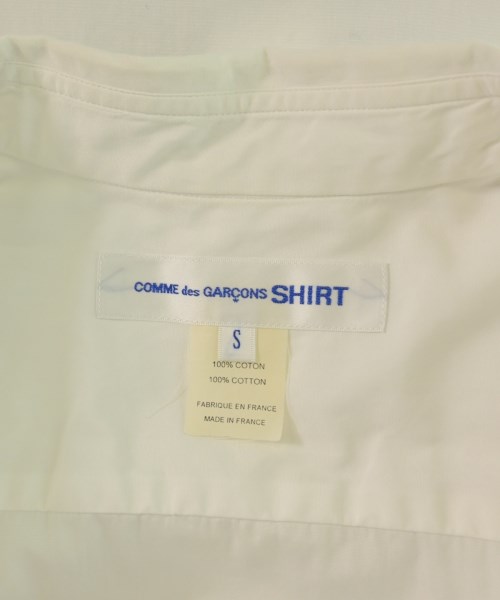 COMME des GARÇONS SHIRT
S
100% COTON
100% COTTON
FABRIQUE EN FRANCE
MADE IN FRANCE